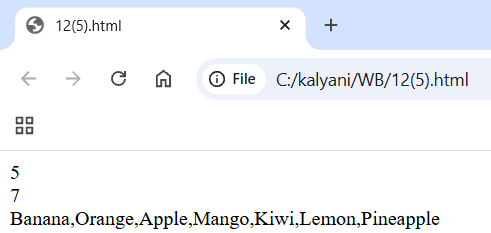 12(5).html
File C:/kalyani/WB/12(5).html
5
7
Banana,Orange,Apple,Mango,Kiwi,Lemon,Pineapple